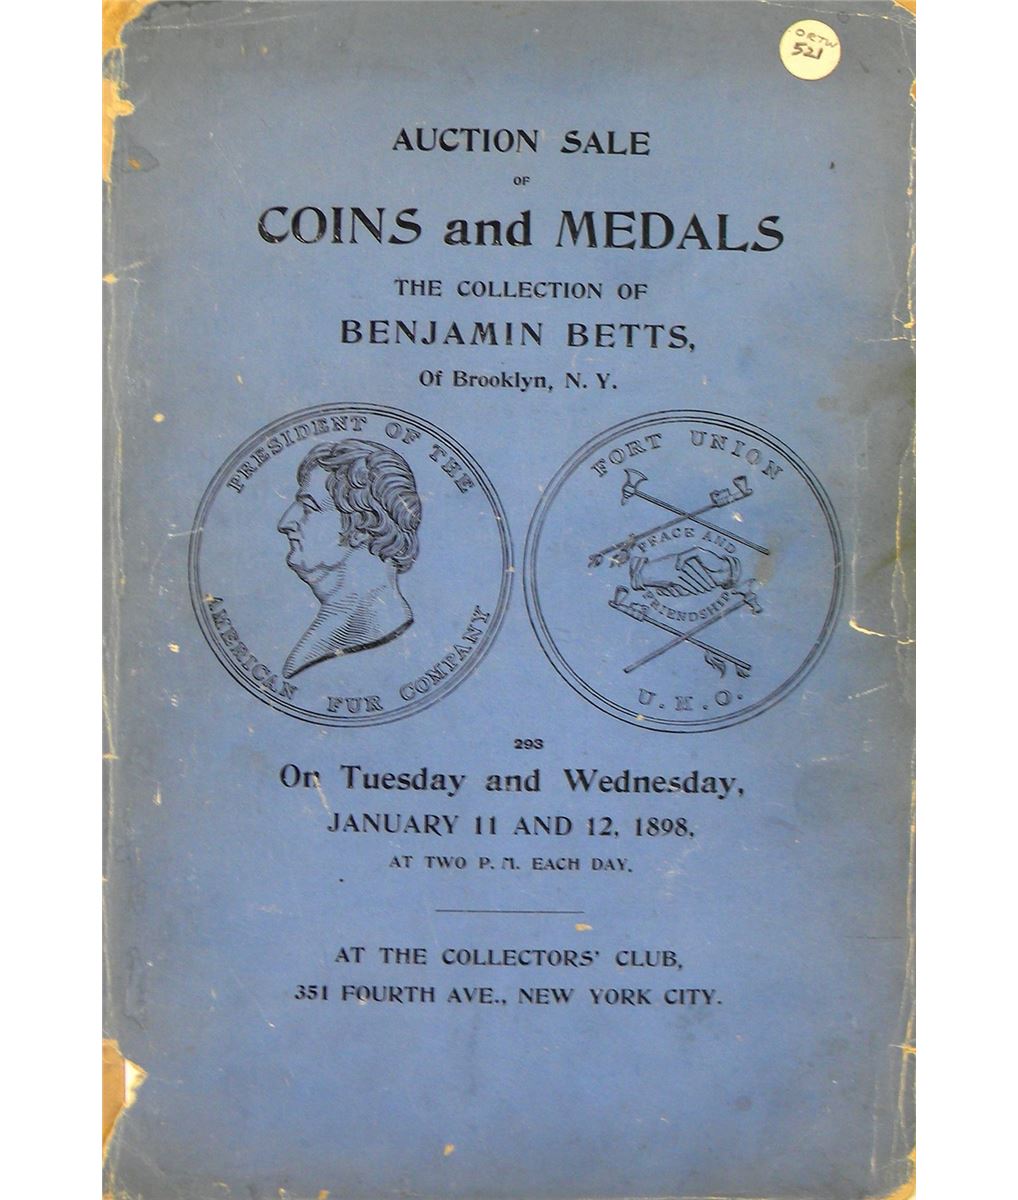 ORTW
521
AUCTION SALE
OF
COINS and MEDALS
THE COLLECTION OF
BENJAMIN BETTS,
Of Brooklyn, N. Y.
PRESIDENT OF THE
AMERICAN FUR COMPANY
FORT UNION
PEACE AND
FRIENDSHIP
U.M.O.
293
On Tuesday and Wednesday,
JANUARY 11 AND 12, 1898,
AT TWO P. M. EACH DAY.
AT THE COLLECTORS' CLUB,
351 FOURTH AVE., NEW YORK CITY.